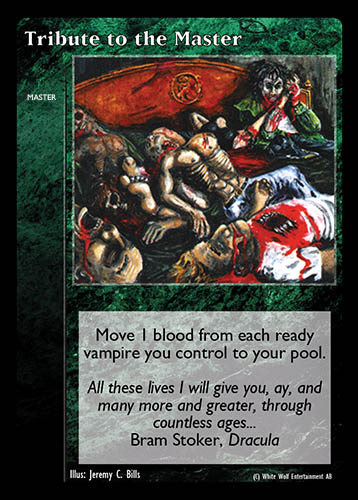 Tribute to the Master
MASTER
Move 1 blood from each ready
vampire you control to your pool.
All these lives I will give you, ay, and
many more and greater, through
countless ages...
Bram Stoker, Dracula
Illus: Jeremy C. Bills
(C) White Wolf Entertainment AB